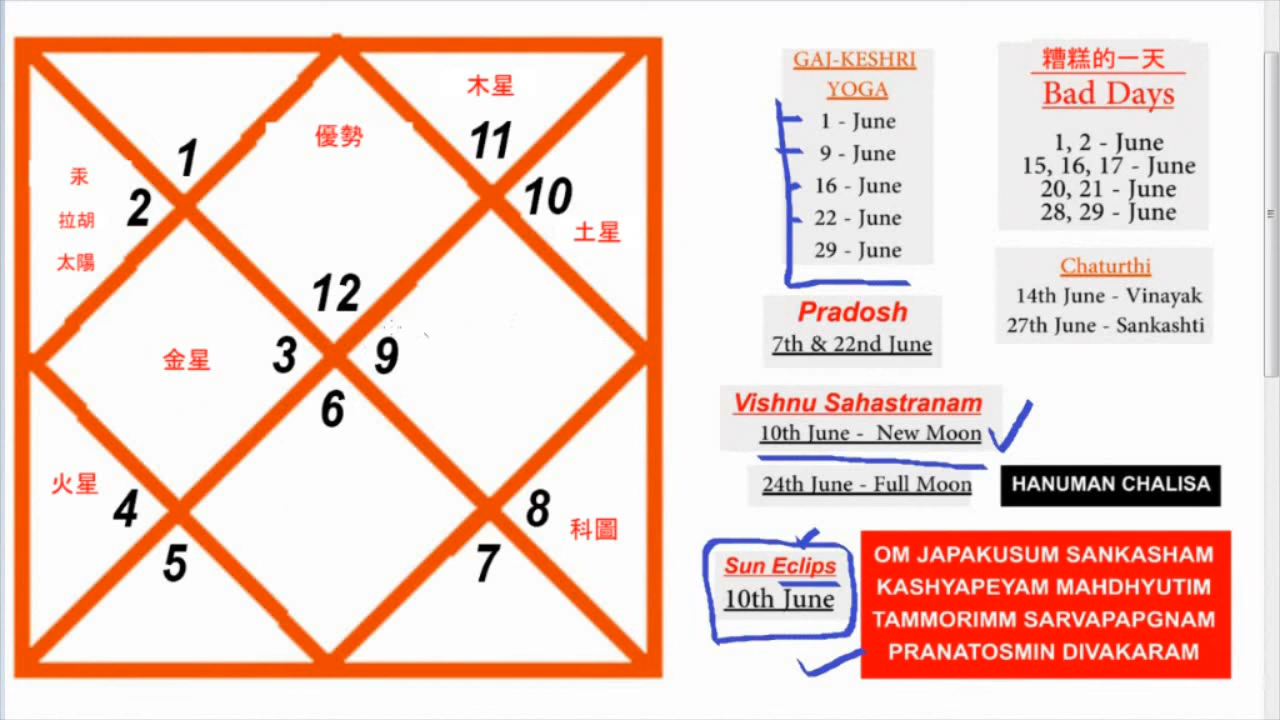 木星
優勢
11
1
汞
2
拉胡
10
土星
太陽
12
金星
3
9
6
火星
4
8
科圖
5
7
GAJ-KESHRI
YOGA
1 - June
9 - June
16 - June
22 - June
29 - June
糟糕的一天
Bad Days
1, 2 - June
15, 16, 17 - June
20, 21 - June
28, 29 - June
Chaturthi
14th June - Vinayak
27th June - Sankashti
Pradosh
7th & 22nd June
Vishnu Sahastranam
10th June - New Moon
24th June - Full Moon
HANUMAN CHALISA
Sun Eclips
10th June
OM JAPAKUSUM SANKASHAM
KASHYAPEYAM MAHDHYUTIM
TAMMORIMM SARVAPAPGNAM
PRANATOSMIN DIVAKARAM